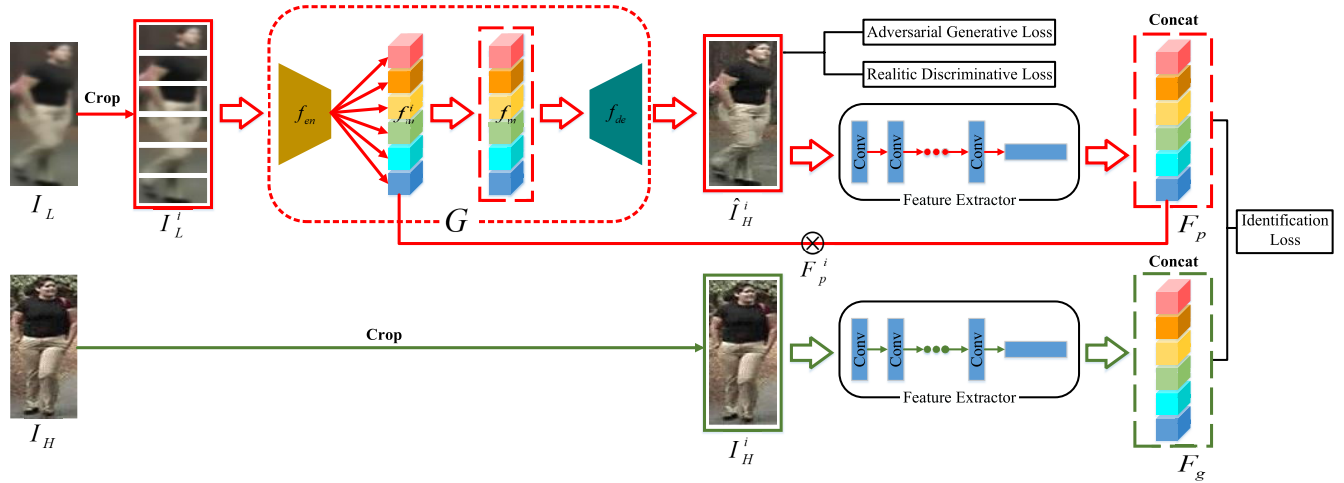 Crop
I_L
I_L^i
f_en
f_m^i
f_m
f_de
G
Î_H^i
Adversarial Generative Loss
Realitic Discriminative Loss
Conv
Conv
Conv
Feature Extractor
Concat
F_p
F_p^i
Identification
Loss
Crop
I_H
I_H^i
Conv
Conv
Conv
Feature Extractor
Concat
F_g